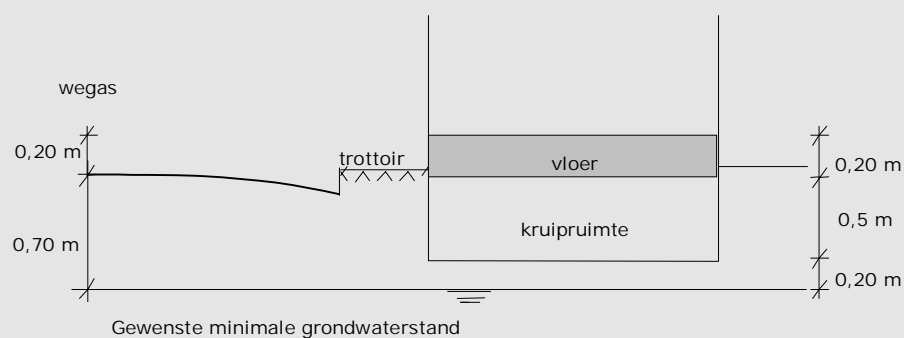 wegas
0,20 m
trottoir
vloer
0,20 m
kruipruimte
0,5 m
0,70 m
0,20 m
Gewenste minimale grondwaterstand